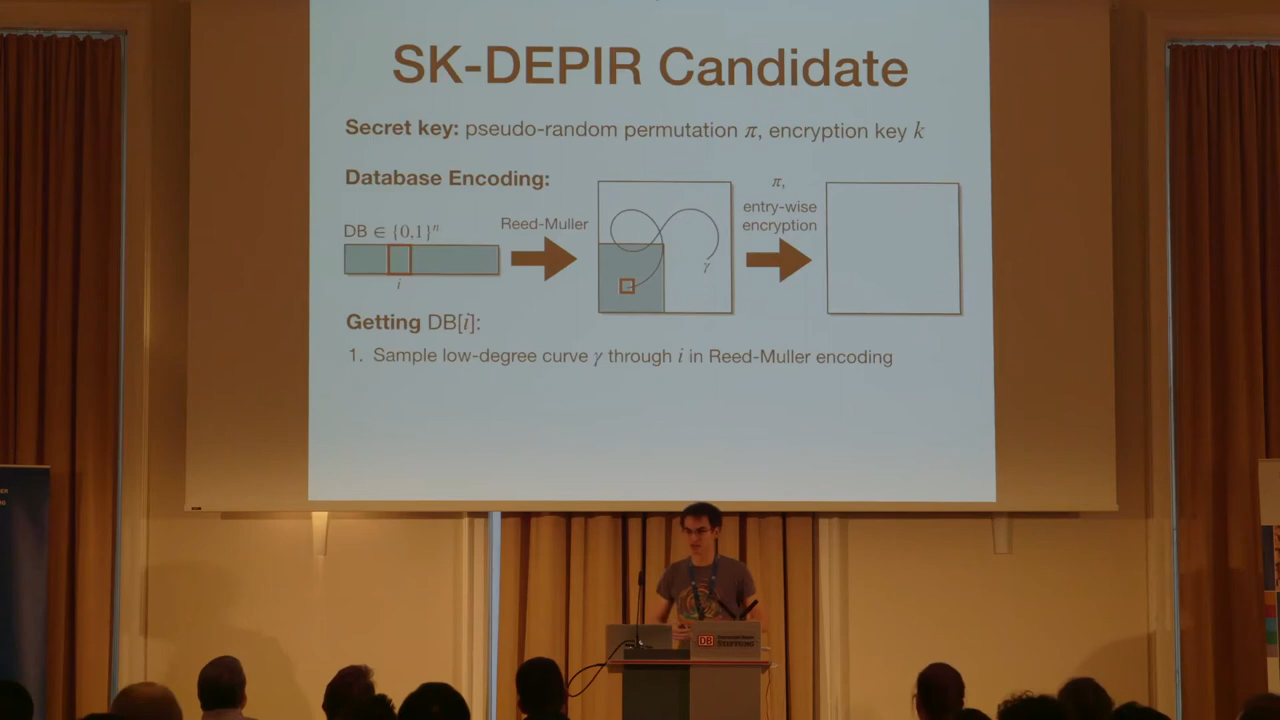 SK-DEPIR Candidate
Secret key: pseudo-random permutation π, encryption key k
Database Encoding:
DB ∈ {0,1}ⁿ
i
Reed-Muller
γ
π,
entry-wise
encryption
Getting DB[i]:
1. Sample low-degree curve γ through i in Reed-Muller encoding
DB